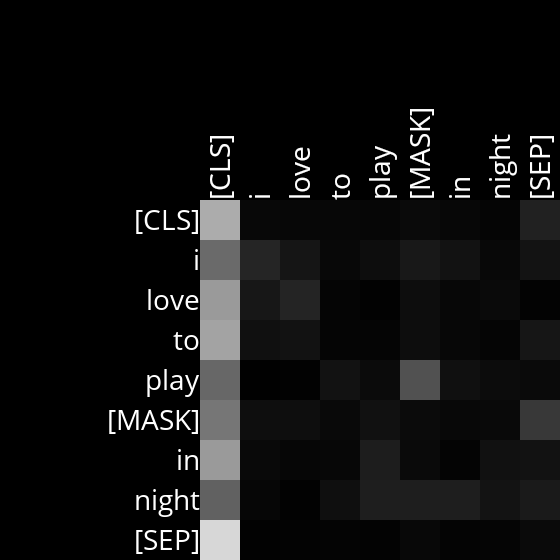 [CLS] i love to play [MASK] in night [SEP]
[CLS]
i
love
to
play
[MASK]
in
night
[SEP]